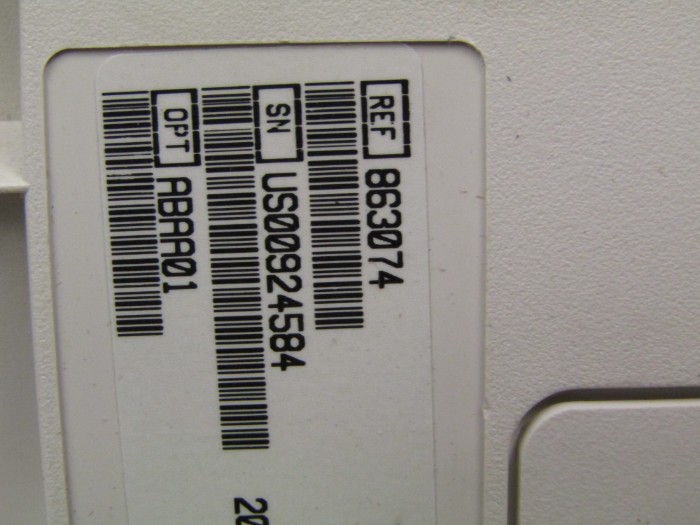 REF 863074
SN US00924584
OPT ABAA01
20